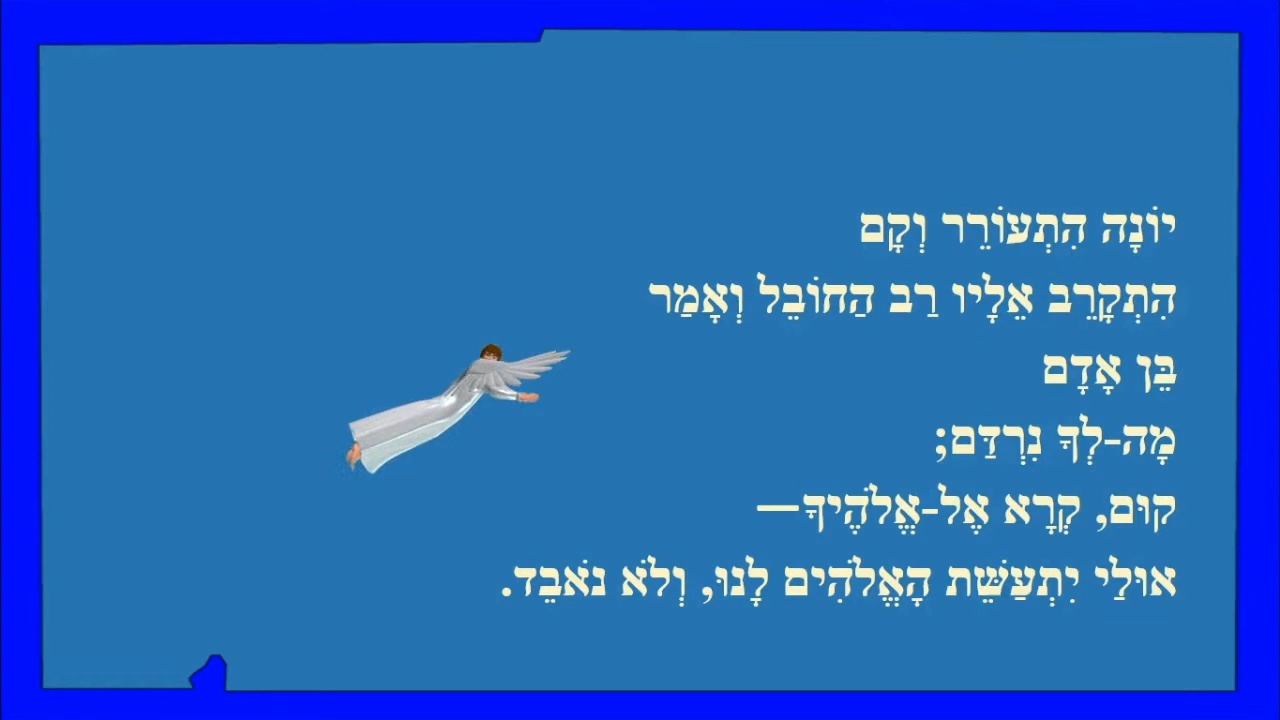 יוֹנָה הִתְעוֹרֵר וְקָם
הִתְקָרֵב אֵלָיו רַב הַחוֹבֵל וְאָמַר
בֵּן אָדָם
מָה-לְךָ נִרְדַּם;
קוּם, קְרָא אֶל-אֱלֹהֶיךָ—
אוּלַי יִתְעַשֵּׁת הָאֱלֹהִים לָנוּ, וְלֹא נֹאבֵד.